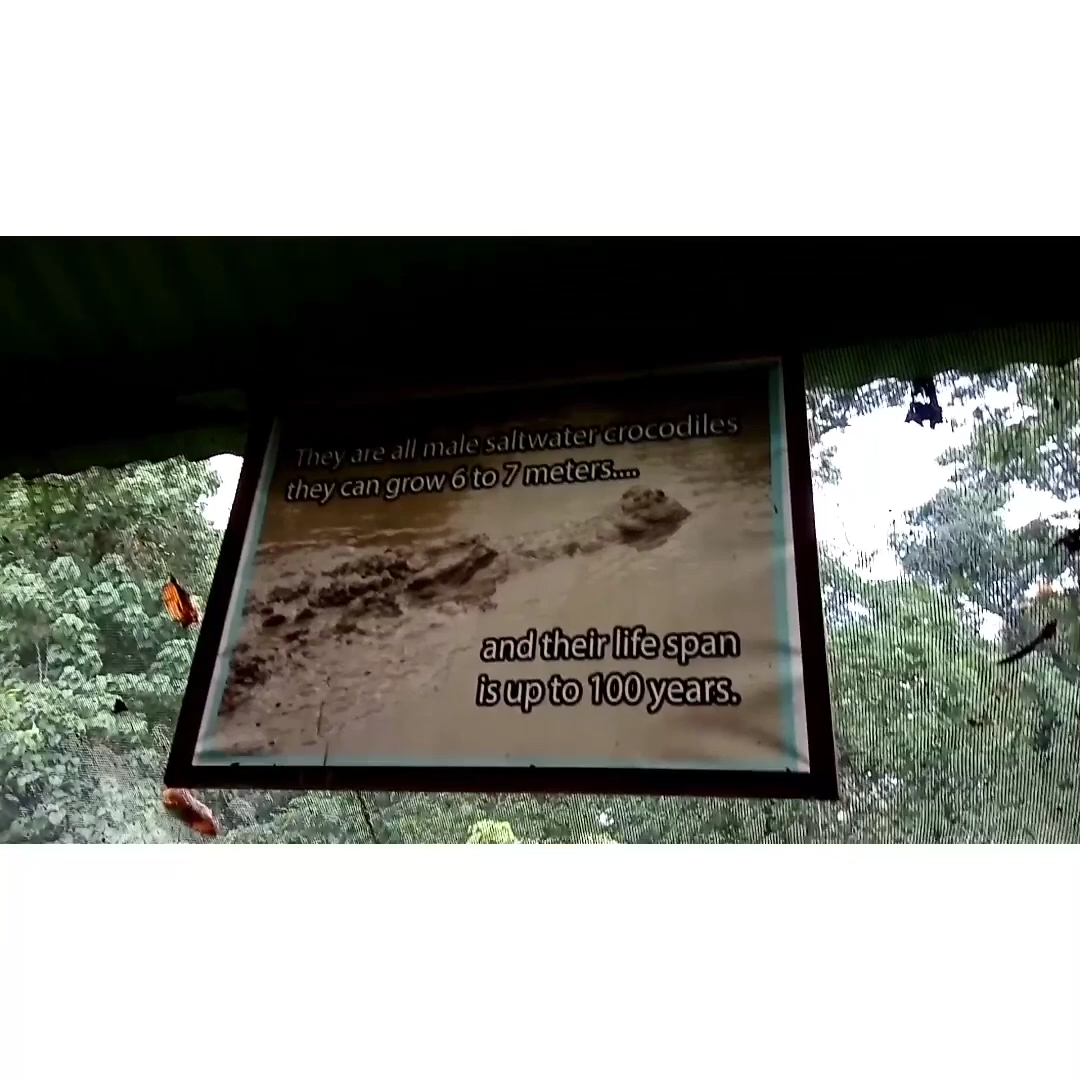 They are all male saltwater crocodiles
they can grow 6 to 7 meters....
and their life span
is up to 100 years.